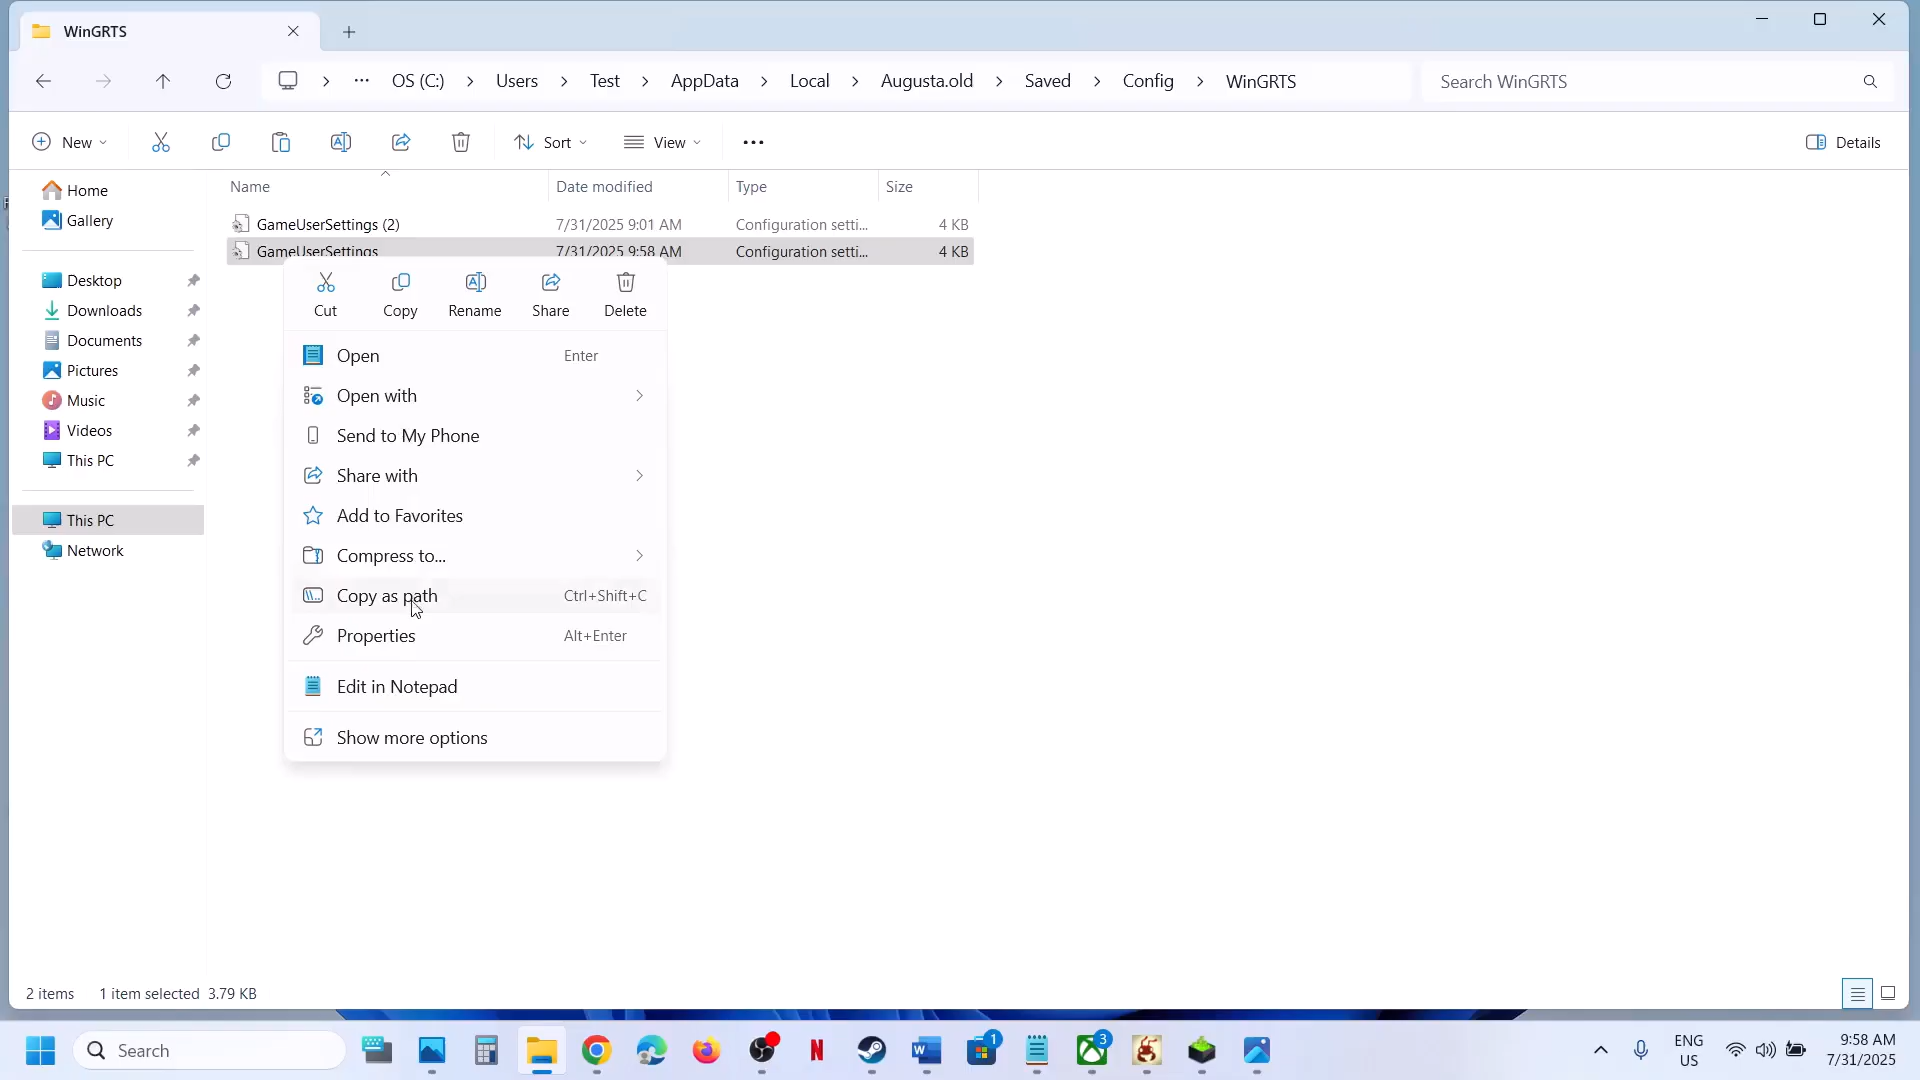 WinGRTS
OS (C:) Users Test AppData Local Augusta.old Saved Config WinGRTS
Search WinGRTS
New
Sort
View
Details
Name Date modified Type Size
GameUserSettings (2) 7/31/2025 9:01 AM Configuration setti... 4 KB
GameUserSettings 7/31/2025 9:58 AM Configuration setti... 4 KB
Home
Gallery
Desktop
Downloads
Documents
Pictures
Music
Videos
This PC
This PC
Network
Cut Copy Rename Share Delete
Open Enter
Open with
Send to My Phone
Share with
Add to Favorites
Compress to...
Copy as path Ctrl+Shift+C
Properties Alt+Enter
Edit in Notepad
Show more options
2 items 1 item selected 3.79 KB
Search
1
3
ENG
US
9:58 AM
7/31/2025